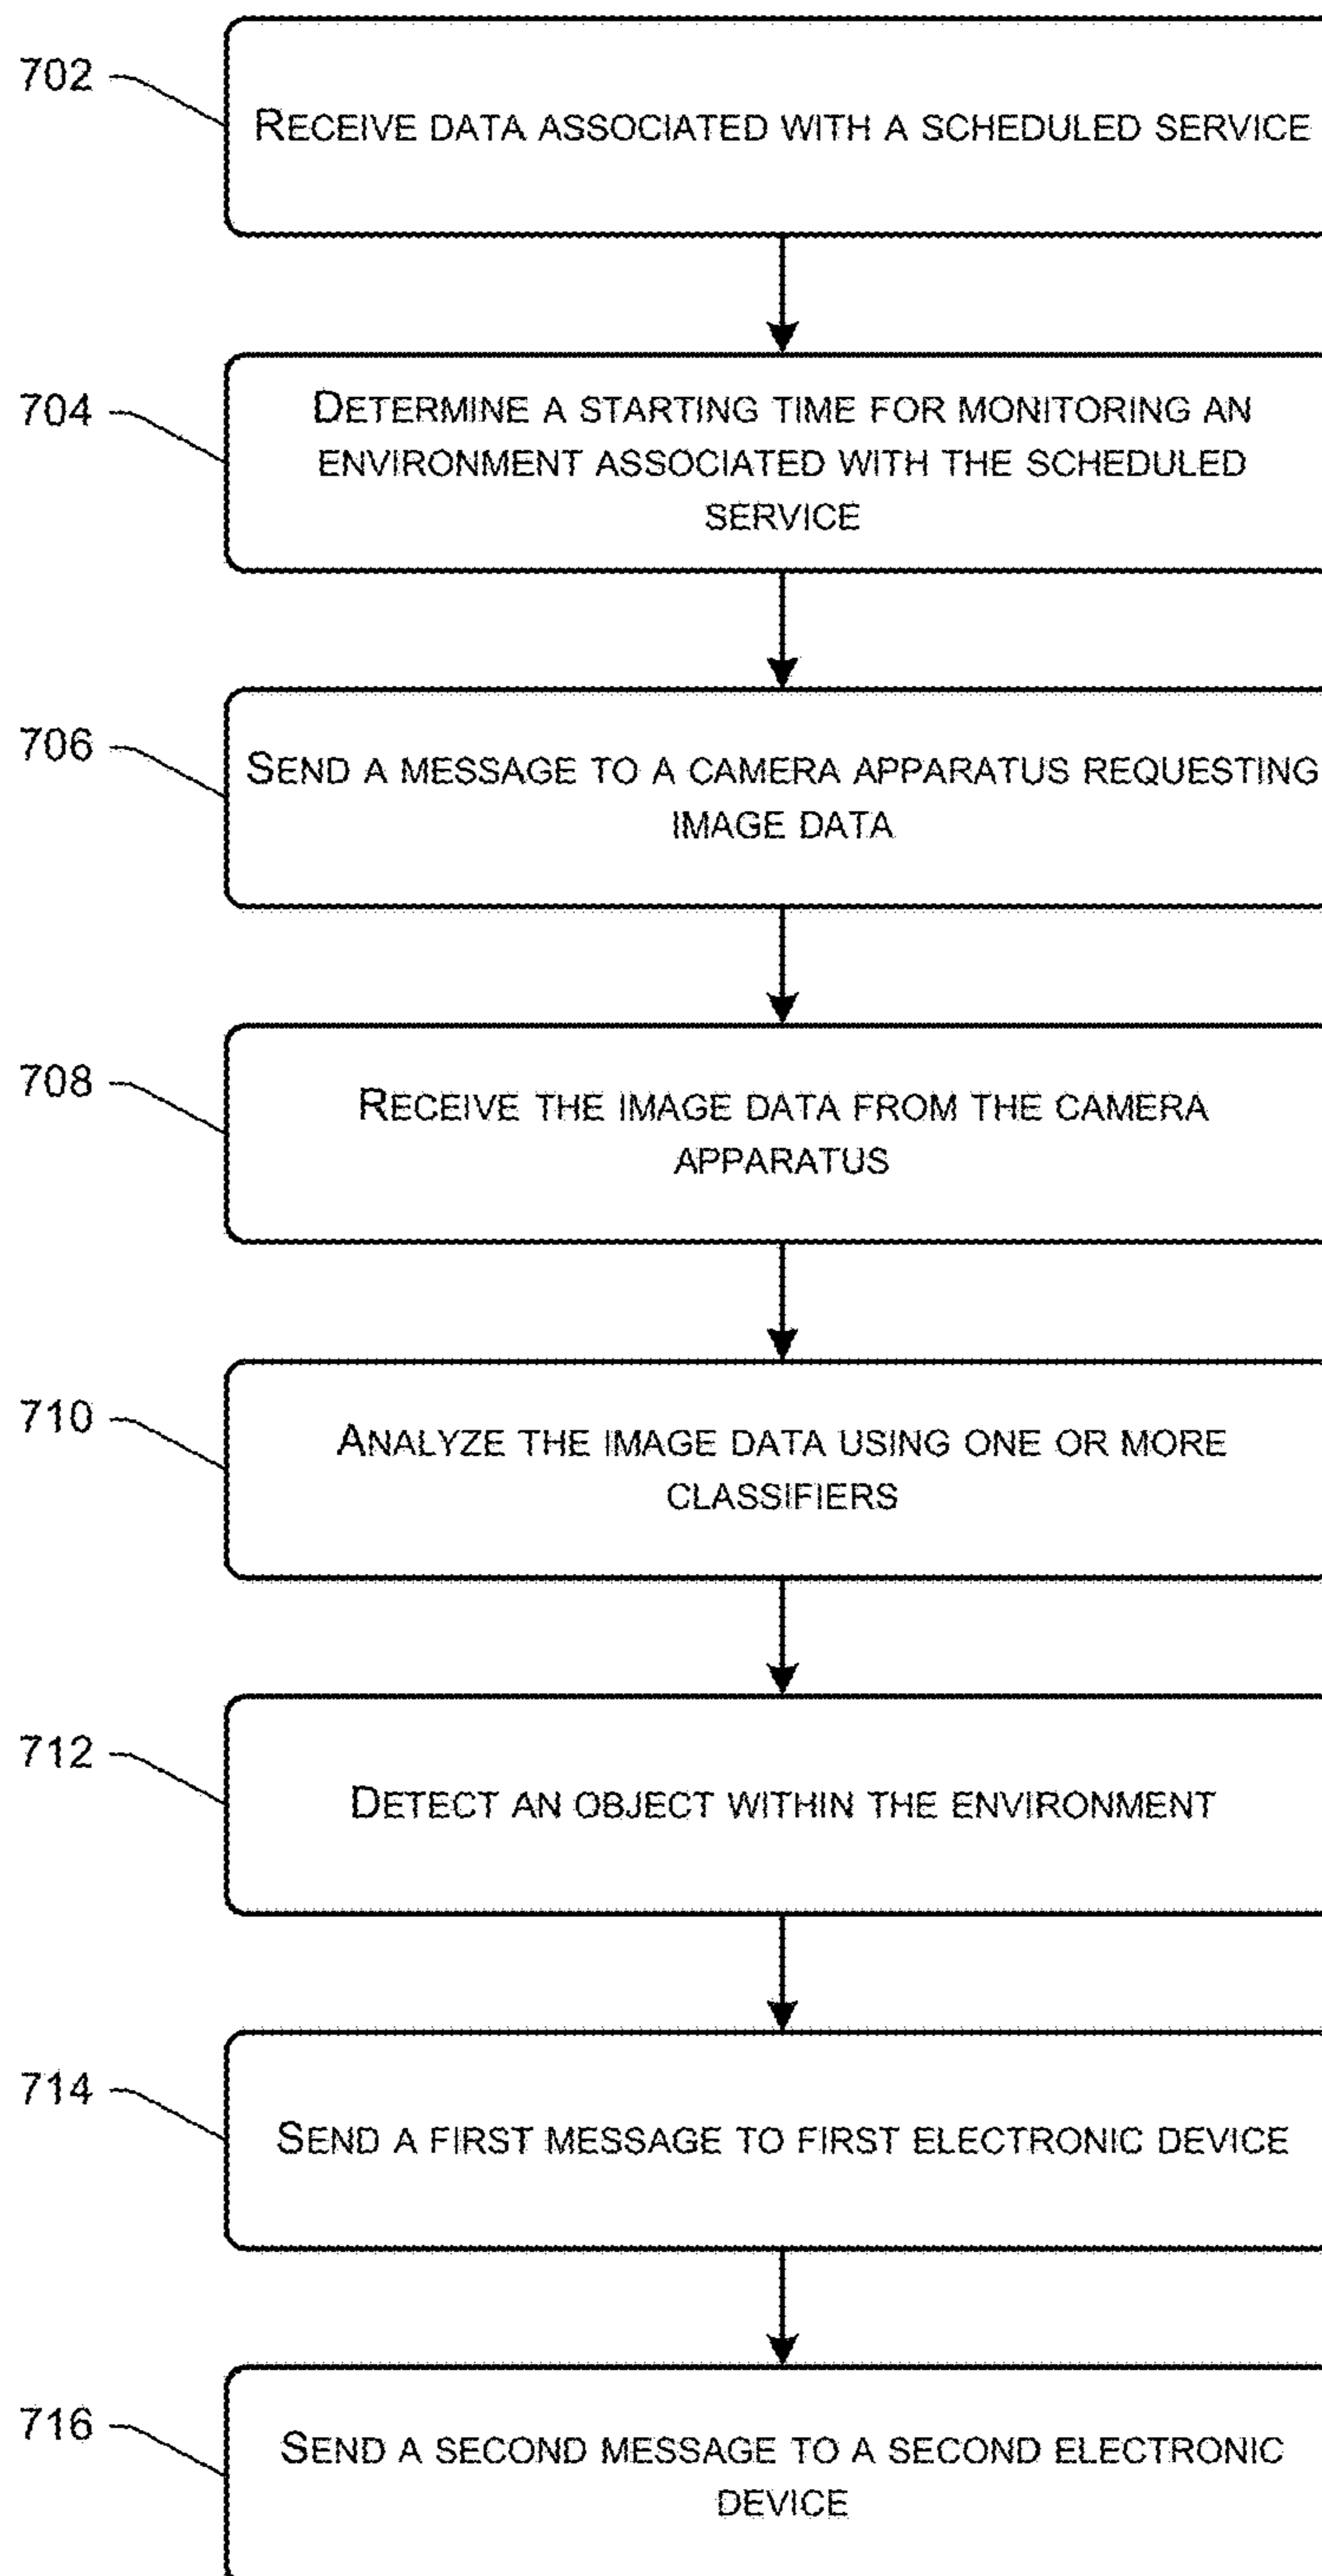 702
RECEIVE DATA ASSOCIATED WITH A SCHEDULED SERVICE
704
DETERMINE A STARTING TIME FOR MONITORING AN
ENVIRONMENT ASSOCIATED WITH THE SCHEDULED
SERVICE
706
SEND A MESSAGE TO A CAMERA APPARATUS REQUESTING
IMAGE DATA
708
RECEIVE THE IMAGE DATA FROM THE CAMERA
APPARATUS
710
ANALYZE THE IMAGE DATA USING ONE OR MORE
CLASSIFIERS
712
DETECT AN OBJECT WITHIN THE ENVIRONMENT
714
SEND A FIRST MESSAGE TO FIRST ELECTRONIC DEVICE
716
SEND A SECOND MESSAGE TO A SECOND ELECTRONIC
DEVICE